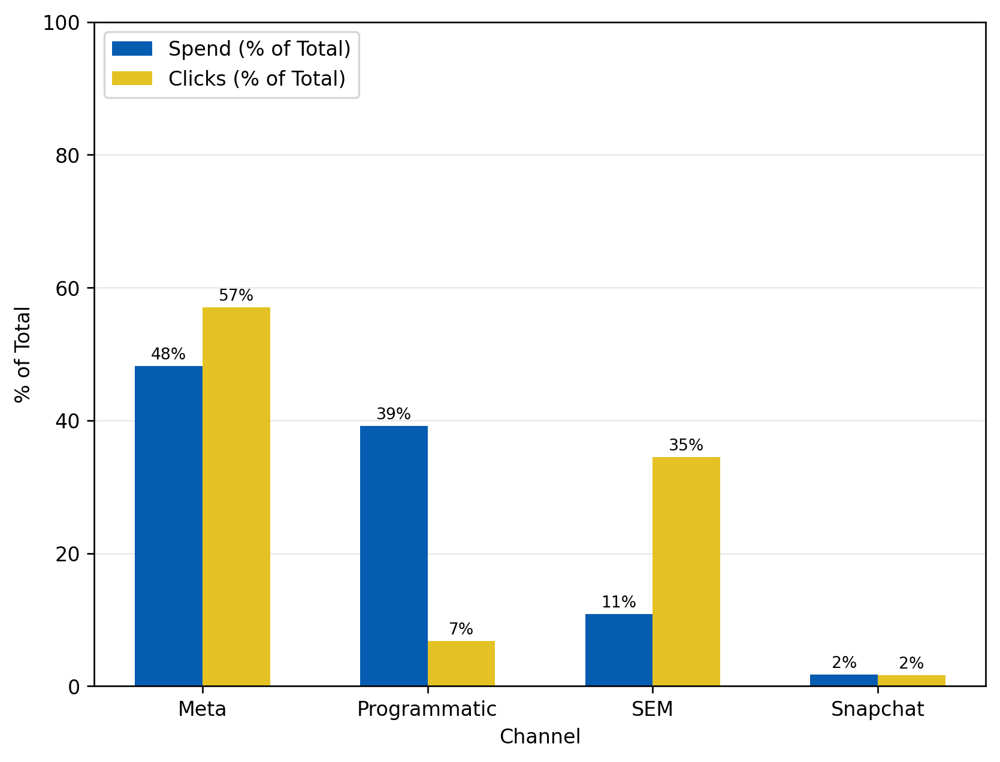 Spend (% of Total)
Clicks (% of Total)
100
80
60
40
20
0
% of Total
48%
57%
39%
7%
11%
35%
2%
2%
Meta
Programmatic
SEM
Snapchat
Channel